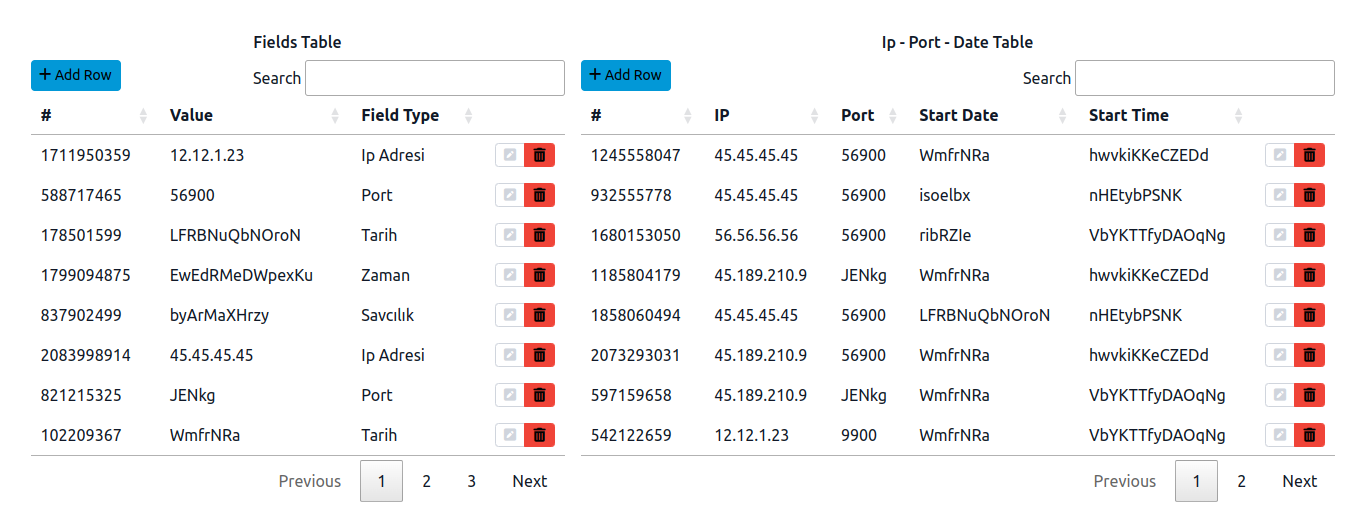 Fields Table
+ Add Row
Search
# Value Field Type
1711950359 12.12.1.23 Ip Adresi
588717465 56900 Port
178501599 LFRBNuQbNOroN Tarih
1799094875 EwEdRMeDWpexKu Zaman
837902499 byArMaXHrzy Savcılık
2083998914 45.45.45.45 Ip Adresi
821215325 JENkg Port
102209367 WmfrNRa Tarih
Previous 1 2 3 Next
Ip - Port - Date Table
+ Add Row
Search
# IP Port Start Date Start Time
1245558047 45.45.45.45 56900 WmfrNRa hwvkiKKeCZEDd
932555778 45.45.45.45 56900 isoelbx nHEtybPSNK
1680153050 56.56.56.56 56900 ribRZIe VbYKTTfyDAOqNg
1185804179 45.189.210.9 JENkg WmfrNRa hwvkiKKeCZEDd
1858060494 45.45.45.45 56900 LFRBNuQbNOroN nHEtybPSNK
2073293031 45.189.210.9 56900 WmfrNRa hwvkiKKeCZEDd
597159658 45.189.210.9 JENkg WmfrNRa VbYKTTfyDAOqNg
542122659 12.12.1.23 9900 WmfrNRa VbYKTTfyDAOqNg
Previous 1 2 Next